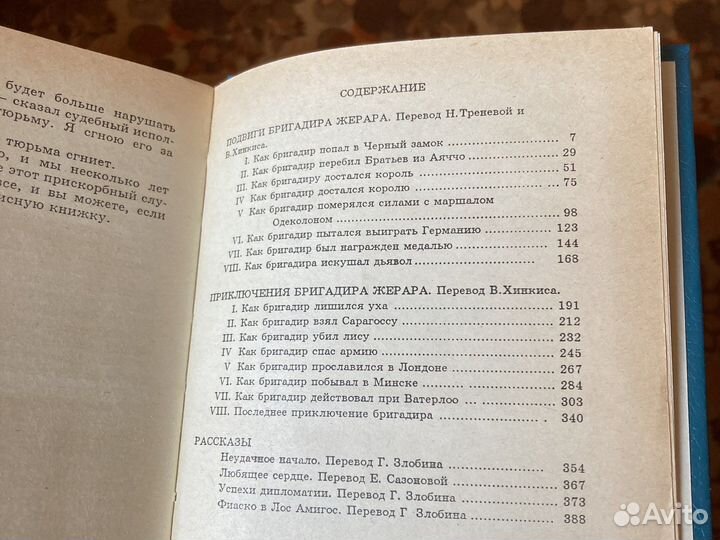 будет больше нарушать
— сказал судебный испол-
тюрьму. Я сгною его за
тюрьма сгниет.
о, и мы несколько лет
е этот прискорбный слу-
все, и вы можете, если
исную книжку.
СОДЕРЖАНИЕ
ПОДВИГИ БРИГАДИРА ЖЕРАРА. Перевод Н.Треневой и
В.Хинкиса.
I. Как бригадир попал в Черный замок 7
II. Как бригадир перебил Братьев из Аяччо 29
III. Как бригадиру достался король 51
IV Как бригадир достался королю 75
V Как бригадир померялся силами с маршалом
Одеколоном 98
VI. Как бригадир пытался выиграть Германию 123
VII. Как бригадир был награжден медалью 144
VIII. Как бригадира искушал дьявол 168
ПРИКЛЮЧЕНИЯ БРИГАДИРА ЖЕРАРА. Перевод В.Хинкиса.
I. Как бригадир лишился уха 191
II. Как бригадир взял Сарагоссу 212
III. Как бригадир убил лису 232
IV Как бригадир спас армию 245
V Как бригадир прославился в Лондоне 267
VI. Как бригадир побывал в Минске 284
VII. Как бригадир действовал при Ватерлоо 303
VIII. Последнее приключение бригадира 340
РАССКАЗЫ
Неудачное начало. Перевод Г. Злобина 354
Любящее сердце. Перевод Е. Сазоновой 367
Успехи дипломатии. Перевод Г. Злобина 373
Фиаско в Лос Амигос. Перевод Г Злобина 388
Avito